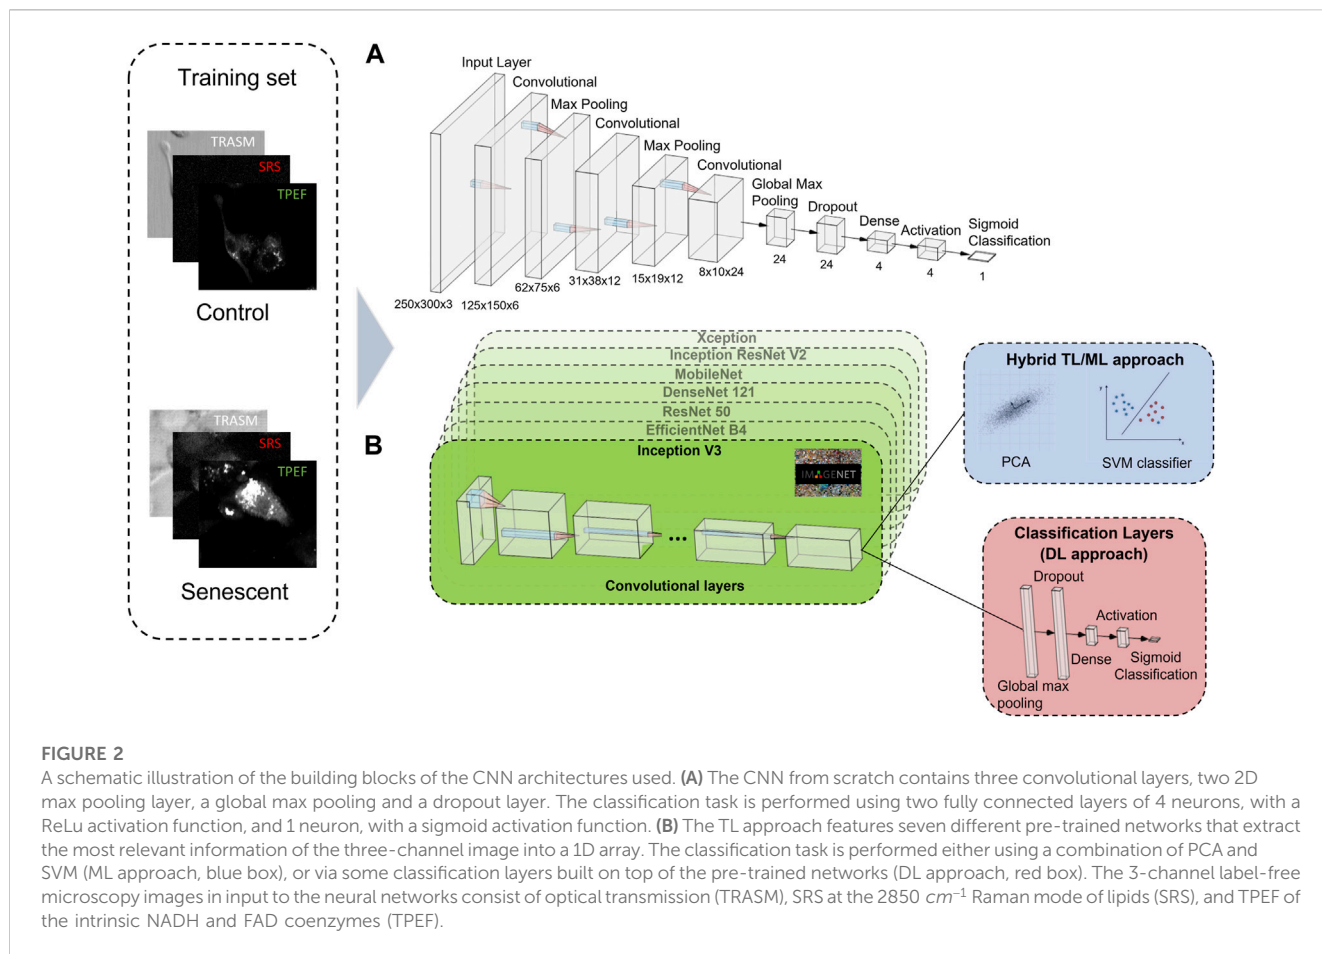 Training set
TRASM
SRS
TPEF
Control
TRASM
SRS
TPEF
Senescent
A
Input Layer
Convolutional
Max Pooling
Convolutional
Max Pooling
Convolutional
Global Max
Pooling
Dropout
Dense
Activation
Sigmoid
Classification
250x300x3
125x150x6
62x75x6
31x38x12
15x19x12
8x10x24
24
24
4
4
1
B
Xception
Inception ResNet V2
MobileNet
DenseNet 121
ResNet 50
EfficientNet B4
Inception V3
IMAGENET
...
Convolutional layers
Hybrid TL/ML approach
Y
x
PCA
SVM classifier
Classification Layers
(DL approach)
Dropout
Activation
Dense
Sigmoid
Classification
Global max
pooling
FIGURE 2
A schematic illustration of the building blocks of the CNN architectures used. (A) The CNN from scratch contains three convolutional layers, two 2D
max pooling layer, a global max pooling and a dropout layer. The classification task is performed using two fully connected layers of 4 neurons, with a
ReLu activation function, and 1 neuron, with a sigmoid activation function. (B) The TL approach features seven different pre-trained networks that extract
the most relevant information of the three-channel image into a 1D array. The classification task is performed either using a combination of PCA and
SVM (ML approach, blue box), or via some classification layers built on top of the pre-trained networks (DL approach, red box). The 3-channel label-free
microscopy images in input to the neural networks consist of optical transmission (TRASM), SRS at the 2850 cm⁻¹ Raman mode of lipids (SRS), and TPEF of
the intrinsic NADH and FAD coenzymes (TPEF).